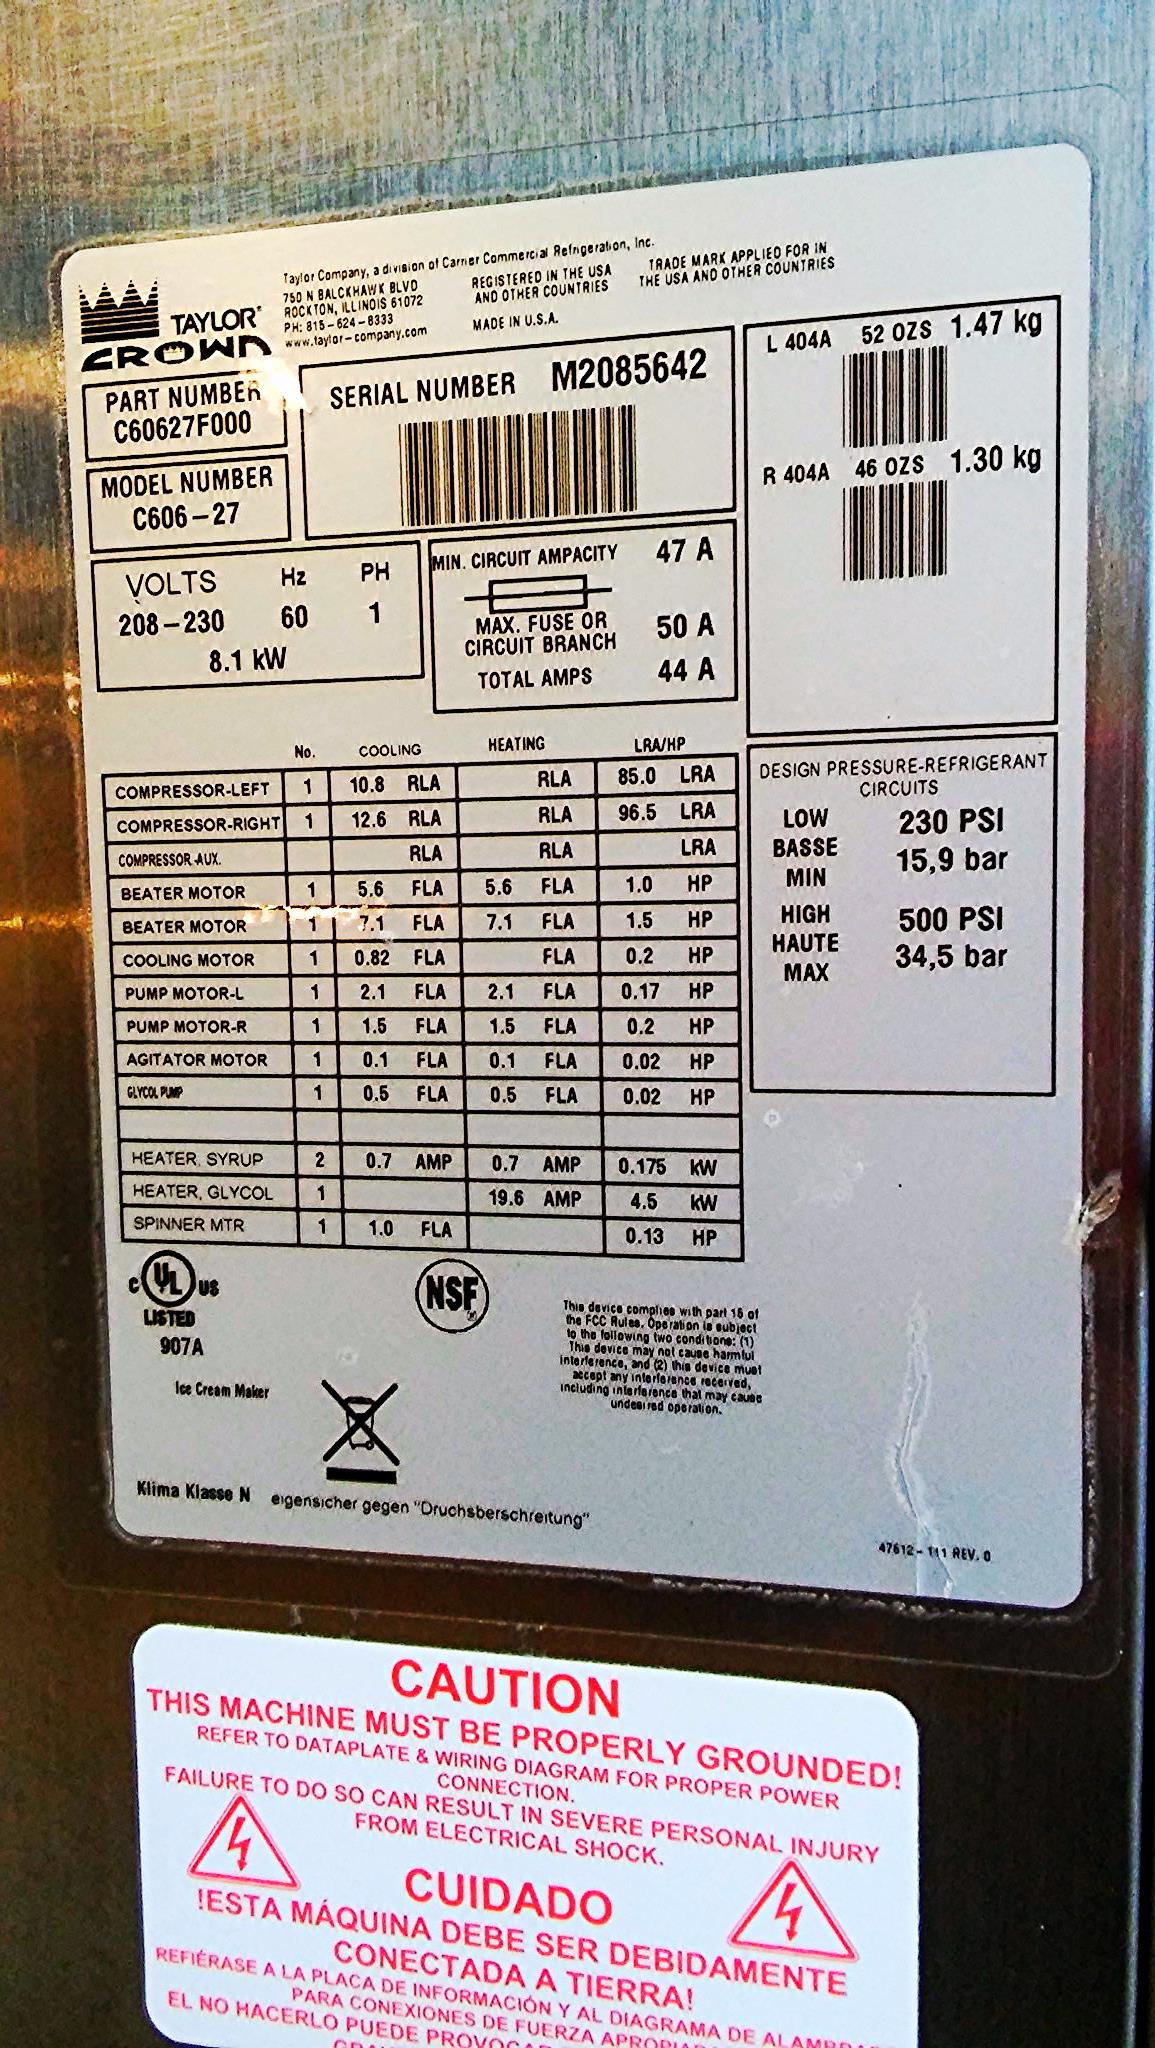 TAYLOR®
CROWN
Taylor Company, a division of Carrier Commercial Refrigeration, Inc.
750 N BALCKHAWK BLVD
ROCKTON, ILLINOIS 61072
PH: 815-624-8333
www.taylor-company.com
REGISTERED IN THE USA
AND OTHER COUNTRIES
MADE IN U.S.A.
TRADE MARK APPLIED FOR IN
THE USA AND OTHER COUNTRIES
PART NUMBER
C60627F000
MODEL NUMBER
C606-27
SERIAL NUMBER M2085642
L 404A 52 OZS 1.47 kg
R 404A 46 OZS 1.30 kg
VOLTS Hz PH
208-230 60 1
8.1 kW
MIN. CIRCUIT AMPACITY 47 A
MAX. FUSE OR
CIRCUIT BRANCH 50 A
TOTAL AMPS 44 A
No. COOLING HEATING LRA/HP
COMPRESSOR-LEFT 1 10.8 RLA RLA 85.0 LRA
COMPRESSOR-RIGHT 1 12.6 RLA RLA 96.5 LRA
COMPRESSOR-AUX. RLA RLA LRA
BEATER MOTOR 1 5.6 FLA 5.6 FLA 1.0 HP
BEATER MOTOR 1 7.1 FLA 7.1 FLA 1.5 HP
COOLING MOTOR 1 0.82 FLA FLA 0.2 HP
PUMP MOTOR-L 1 2.1 FLA 2.1 FLA 0.17 HP
PUMP MOTOR-R 1 1.5 FLA 1.5 FLA 0.2 HP
AGITATOR MOTOR 1 0.1 FLA 0.1 FLA 0.02 HP
GLYCOL PUMP 1 0.5 FLA 0.5 FLA 0.02 HP
HEATER, SYRUP 2 0.7 AMP 0.7 AMP 0.175 kW
HEATER, GLYCOL 1 19.6 AMP 4.5 kW
SPINNER MTR 1 1.0 FLA 0.13 HP
DESIGN PRESSURE-REFRIGERANT
CIRCUITS
LOW 230 PSI
BASSE 15,9 bar
MIN
HIGH 500 PSI
HAUTE 34,5 bar
MAX
C UL US
LISTED
907A
Ice Cream Maker
NSF®
This device complies with part 15 of
the FCC Rules. Operation is subject
to the following two conditions: (1)
This device may not cause harmful
interference, and (2) this device must
accept any interference received,
including interference that may cause
undesired operation.
Klima Klasse N eigensicher gegen "Druchsberschreitung"
47612-111 REV. 0
CAUTION
THIS MACHINE MUST BE PROPERLY GROUNDED!
REFER TO DATAPLATE & WIRING DIAGRAM FOR PROPER POWER
CONNECTION.
FAILURE TO DO SO CAN RESULT IN SEVERE PERSONAL INJURY
FROM ELECTRICAL SHOCK.
CUIDADO
!ESTA MÁQUINA DEBE SER DEBIDAMENTE
CONECTADA A TIERRA!
REFIÉRASE A LA PLACA DE INFORMACIÓN Y AL DIAGRAMA DE
PARA CONEXIONES DE FUERZA
EL NO HACERLO PUEDE